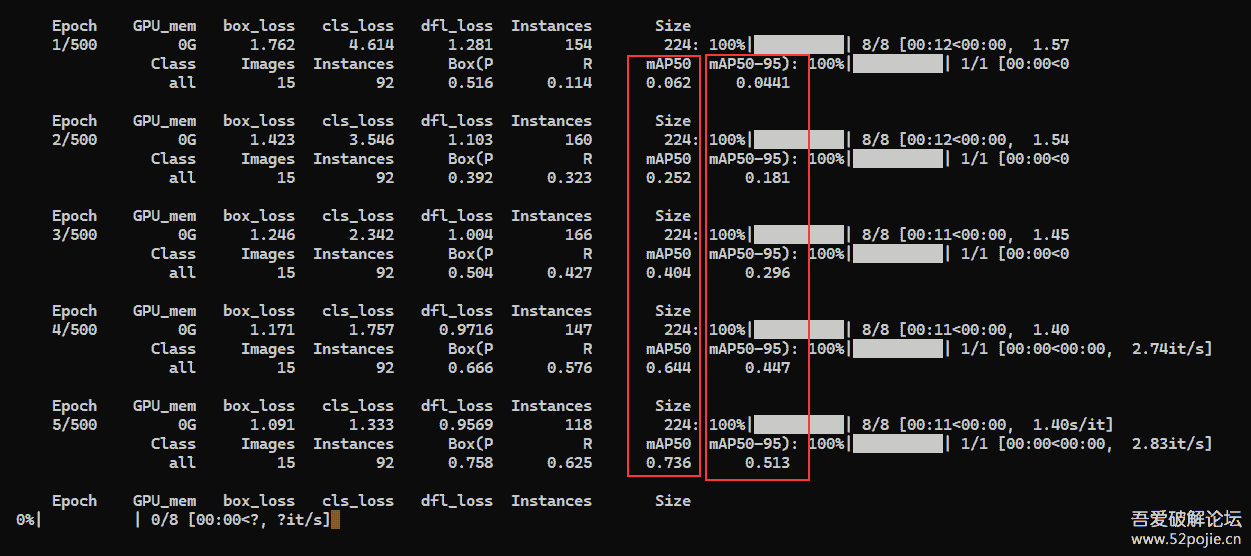 Epoch GPU_mem box_loss cls_loss dfl_loss Instances Size
1/500 0G 1.762 4.614 1.281 154 224: 100%|██████████| 8/8 [00:12<00:00, 1.57
Class Images Instances Box(P R mAP50 mAP50-95): 100%|██████████| 1/1 [00:00<0
all 15 92 0.516 0.114 0.062 0.0441
Epoch GPU_mem box_loss cls_loss dfl_loss Instances Size
2/500 0G 1.423 3.546 1.103 160 224: 100%|██████████| 8/8 [00:12<00:00, 1.54
Class Images Instances Box(P R mAP50 mAP50-95): 100%|██████████| 1/1 [00:00<0
all 15 92 0.392 0.323 0.252 0.181
Epoch GPU_mem box_loss cls_loss dfl_loss Instances Size
3/500 0G 1.246 2.342 1.004 166 224: 100%|██████████| 8/8 [00:11<00:00, 1.45
Class Images Instances Box(P R mAP50 mAP50-95): 100%|██████████| 1/1 [00:00<0
all 15 92 0.504 0.427 0.404 0.296
Epoch GPU_mem box_loss cls_loss dfl_loss Instances Size
4/500 0G 1.171 1.757 0.9716 147 224: 100%|██████████| 8/8 [00:11<00:00, 1.40
Class Images Instances Box(P R mAP50 mAP50-95): 100%|██████████| 1/1 [00:00<00:00, 2.74it/s]
all 15 92 0.666 0.576 0.644 0.447
Epoch GPU_mem box_loss cls_loss dfl_loss Instances Size
5/500 0G 1.091 1.333 0.9569 118 224: 100%|██████████| 8/8 [00:11<00:00, 1.40s/it]
Class Images Instances Box(P R mAP50 mAP50-95): 100%|██████████| 1/1 [00:00<00:00, 2.83it/s]
all 15 92 0.758 0.625 0.736 0.513
Epoch GPU_mem box_loss cls_loss dfl_loss Instances Size
0%| | 0/8 [00:00<?, ?it/s]
吾爱破解论坛
www.52pojie.cn